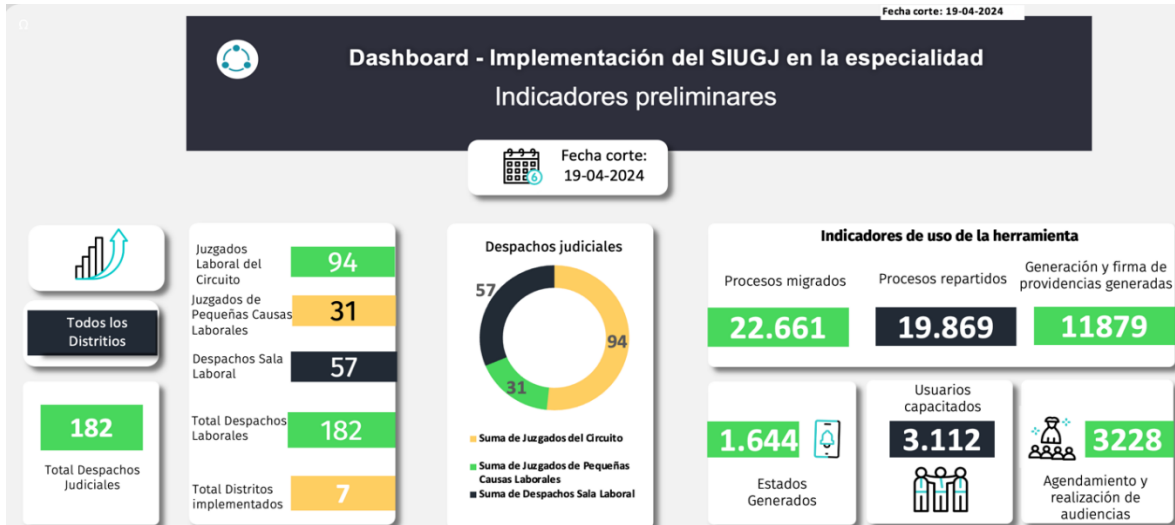 Fecha corte: 19-04-2024
Dashboard - Implementación del SIUGJ en la especialidad
Indicadores preliminares
Fecha corte:
19-04-2024
6
Todos los
Distritios
182
Total Despachos
Judiciales
Juzgados
Laboral del
Circuito
94
Juzgados de
Pequeñas Causas
Laborales
31
Despachos Sala
Laboral
57
Total Despachos
Laborales
182
Total Distritos
implementados
7
Despachos judiciales
57
94
31
Suma de Juzgados del Circuito
Suma de Juzgados de Pequeñas
Causas Laborales
Suma de Despachos Sala Laboral
Indicadores de uso de la herramienta
Procesos migrados
22.661
Procesos repartidos
19.869
Generación y firma de
providencias generadas
11879
1.644
Estados
Generados
Usuarios
capacitados
3.112
3228
Agendamiento y
realización de
audiencias